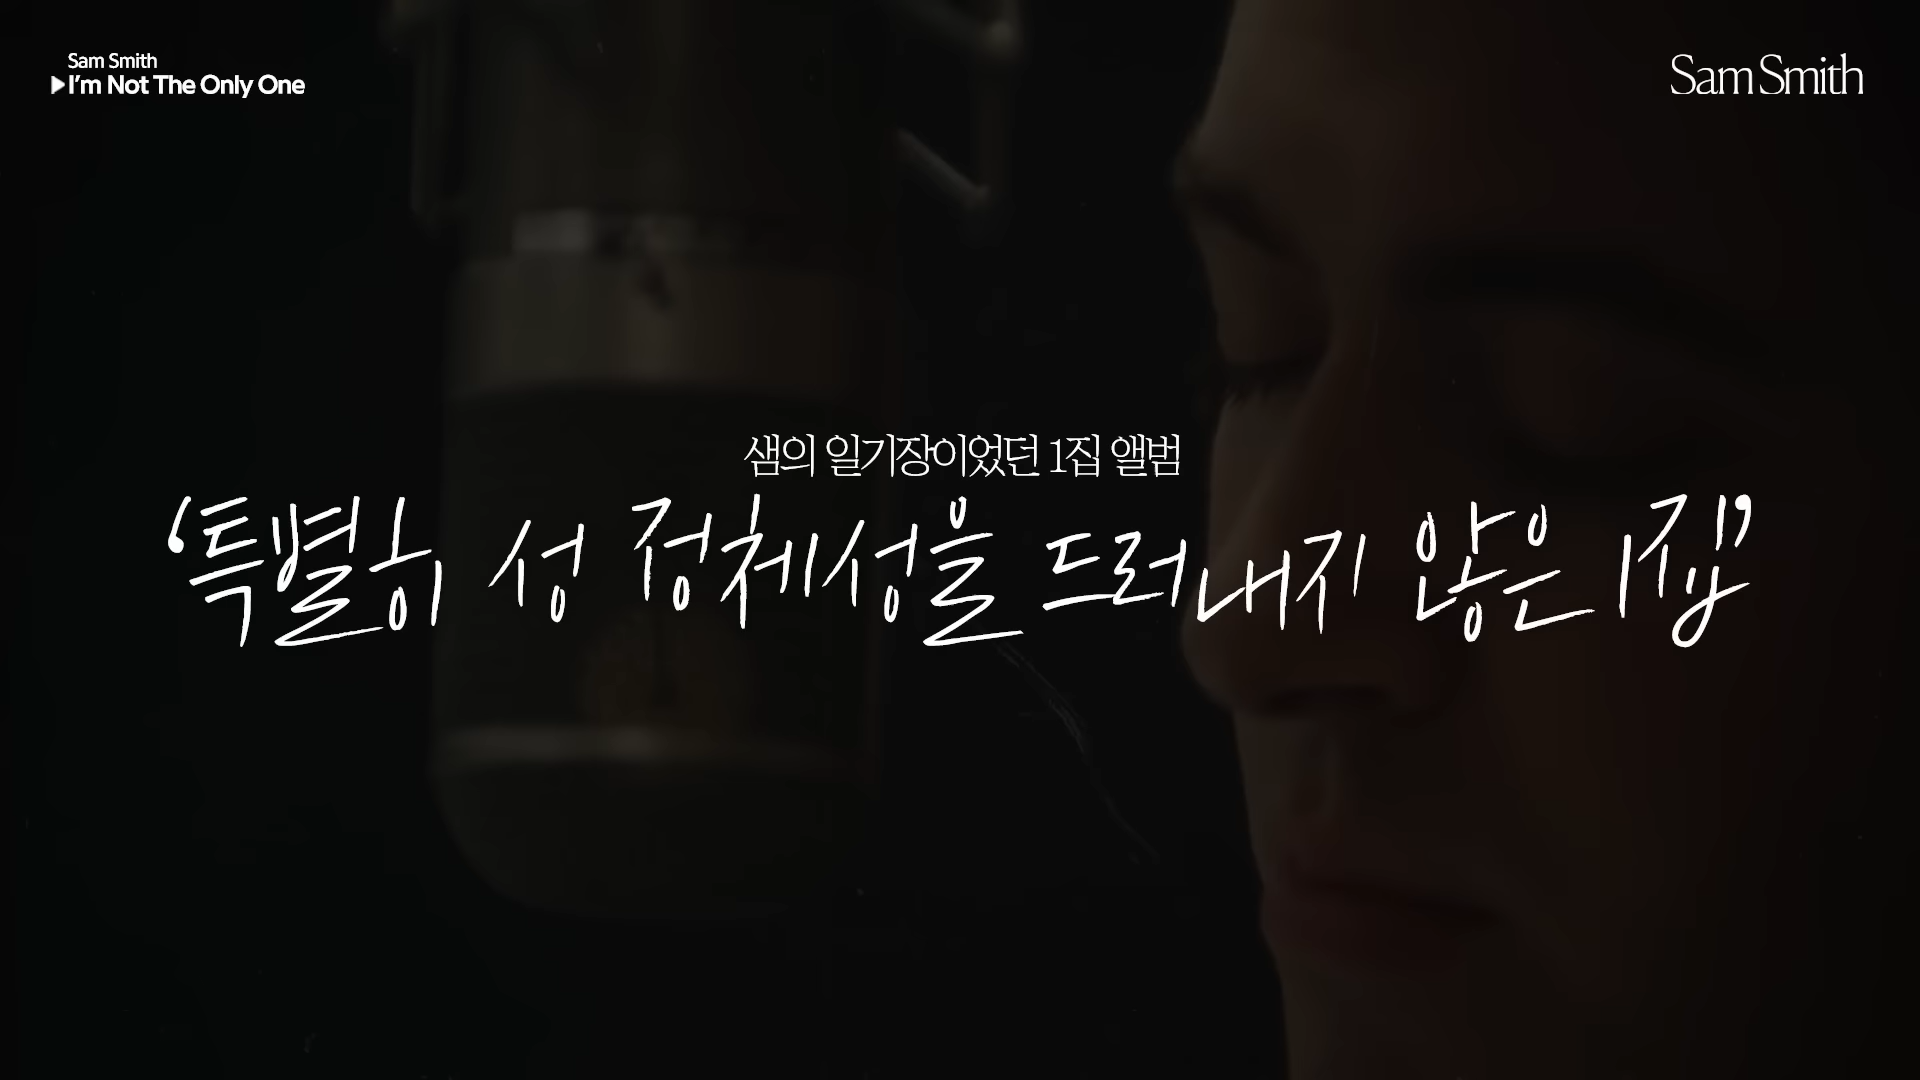 Sam Smith
▶I'm Not The Only One
Sam Smith
샘의 일기장이었던 1집 앨범
‘특별히 성 정체성을 드러내지 않은 1집’